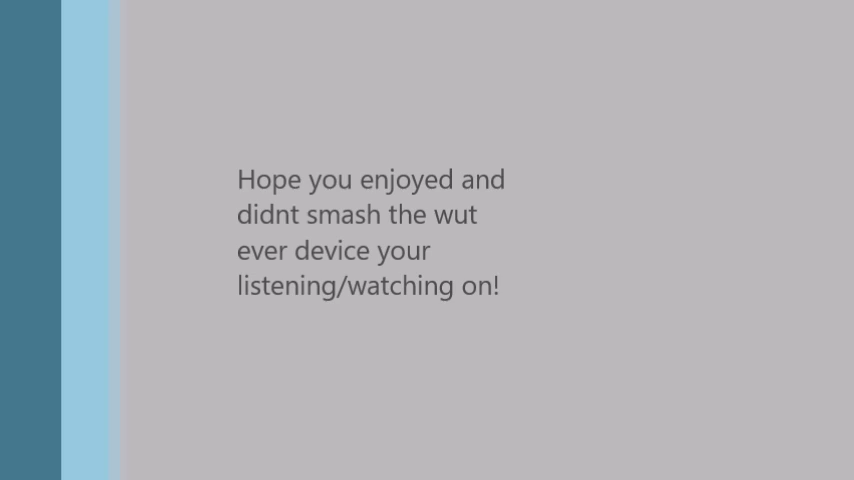 Hope you enjoyed and
didnt smash the wut
ever device your
listening/watching on!